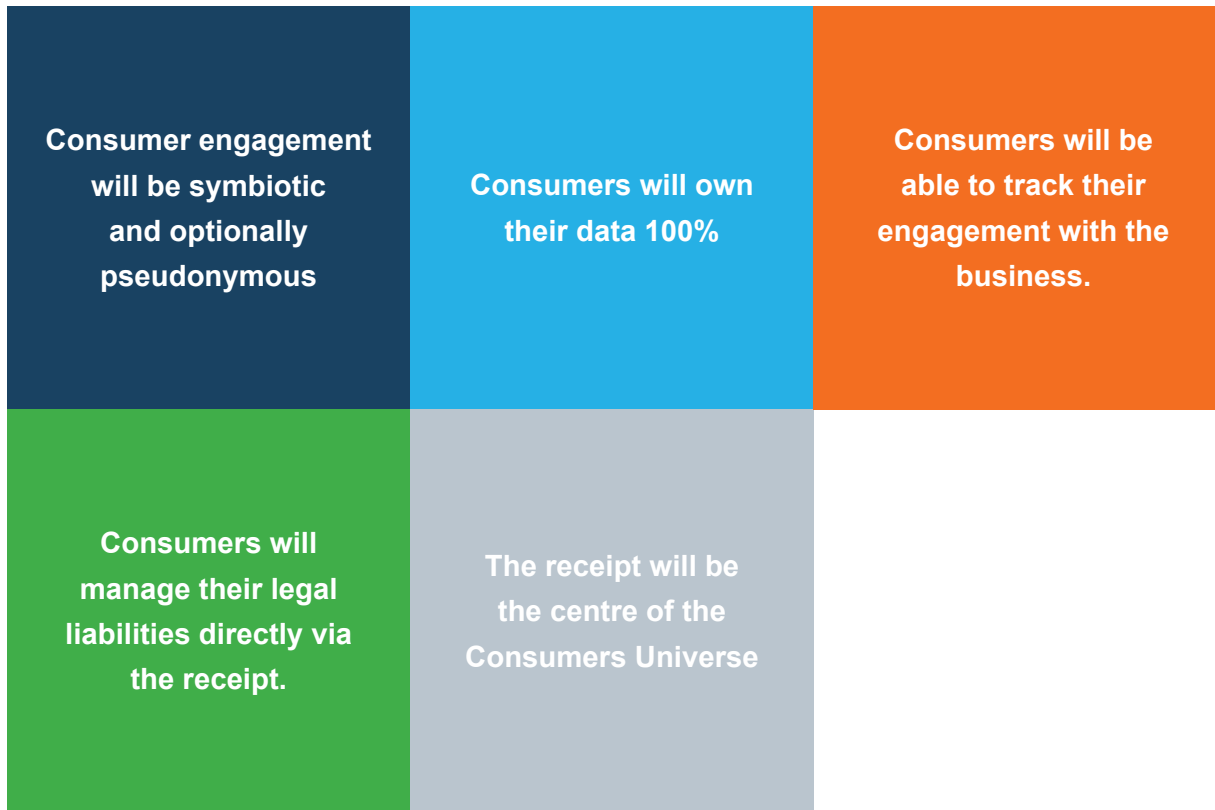 Consumer engagement
will be symbiotic
and optionally
pseudonymous
Consumers will own
their data 100%
Consumers will be
able to track their
engagement with the
business.
Consumers will
manage their legal
liabilities directly via
the receipt.
The receipt will be
the centre of the
Consumers Universe